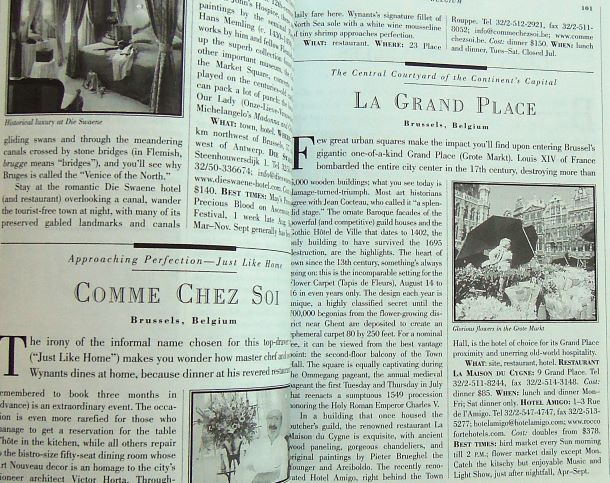 John's Hospice,
paintings by the
Hans Memling (c. 1430
works by him and fellow
up the superb collection
other important museum, the
the Market Square,
played on the centuries-old
can pack a lot of punch: the
Our Lady (Onze-Lieve
Michelangelo's Madonna
WHAT: town, hotel.
km northwest of Brussels,
west of Antwerp. DIE
Steenhouwersdijk 1. Tel
32/50-336674; info@die
www.dieswaene-hotel.com.
$140. BEST TIMES: May's
Precious Blood on Ascension
Festival, 1 week late Aug
Mar–Nov. Sept generally has
Historical luxury at Die Swaene
gliding swans and through the meandering
canals crossed by stone bridges (in Flemish,
brugge means "bridges"), and you'll see why
Bruges is called the "Venice of the North."
Stay at the romantic Die Swaene hotel
(and restaurant) overlooking a canal, wander
the tourist-free town at night, with many of its
preserved gabled landmarks and canals
Approaching Perfection—Just Like Home
COMME CHEZ SOI
Brussels, Belgium
The irony of the informal name chosen for this top-drawer
("Just Like Home") makes you wonder how master chef and
Wynants dines at home, because dinner at his revered restaurant
remembered to book three months in
advance) is an extraordinary event. The occa-
sion is even more rarefied for those who
manage to get a reservation for the table
d'hôte in the kitchen, while all others repair
to the bistro-size fifty-seat dining room whose
Art Nouveau decor is an homage to the city's
pioneer architect Victor Horta. Through-
BELGIUM
101
daily fare here. Wynants's signature fillet of
North Sea sole with a white wine mousseline
of tiny shrimp approaches perfection.
WHAT: restaurant. WHERE: 23 Place
Rouppe. Tel 32/2-512-2921, fax 32/2-511-
8052; info@commechezsoi.be; www.comme
chezsoi.be. Cost: dinner $150. WHEN: lunch
and dinner, Tues–Sat. Closed Jul.
The Central Courtyard of the Continent's Capital
LA GRAND PLACE
Brussels, Belgium
Few great urban squares make the impact you'll find upon entering Brussel's
gigantic one-of-a-kind Grand Place (Grote Markt). Louis XIV of France
bombarded the entire city center in the 17th century, destroying more than
,000 wooden buildings; what you see today is
damage-turned-triumph. Most art historians
agree with Jean Cocteau, who called it "a splen-
did stage." The ornate Baroque facades of the
powerful (and competitive) guild houses and the
Gothic Hôtel de Ville that dates to 1402, the
only building to have survived the 1695
destruction, are the highlights. The heart of
town since the 13th century, something's always
going on: this is the incomparable setting for the
Flower Carpet (Tapis de Fleurs), August 14 to
16 in even years only. The design each year is
unique, a highly classified secret until the
700,000 begonias from the flower-growing dis-
trict near Ghent are deposited to create an
ephemeral carpet 80 by 250 feet. For a nominal
fee, it can be viewed from the best vantage
point: the second-floor balcony of the Town
Hall. The square is equally captivating during
the Ommegang pageant, the annual medieval
pageant the first Tuesday and Thursday in July
that reenacts a sumptuous 1549 procession
honoring the Holy Roman Emperor Charles V.
In a building that once housed the
butcher's guild, the renowned restaurant La
Maison du Cygne is exquisite, with ancient
wood paneling, gorgeous chandeliers, and
original paintings by Pieter Brueghel the
Younger and Arciboldo. The recently reno-
vated Hotel Amigo, right behind the Town
Glorious flowers in the Grote Markt
Hall, is the hotel of choice for its Grand Place
proximity and unerring old-world hospitality.
WHAT: site, restaurant, hotel. RESTAURANT
LA MAISON DU CYGNE: 9 Grand Place. Tel
32/2-511-8244, fax 32/2-514-3148. Cost:
dinner $85. WHEN: lunch and dinner Mon–
Fri; Sat dinner only. HOTEL AMIGO: 1–3 Rue
de l'Amigo. Tel 32/2-547-4747, fax 32/2-513-
5277; hotelamigo@hotelamigo.com; www.rocco
fortehotels.com. Cost: doubles from $378.
BEST TIMES: bird market every Sun morning
till 2 P.M.; flower market daily except Mon.
Catch the kitschy but enjoyable Music and
Light Show, also after nightfall, Apr–Sept.